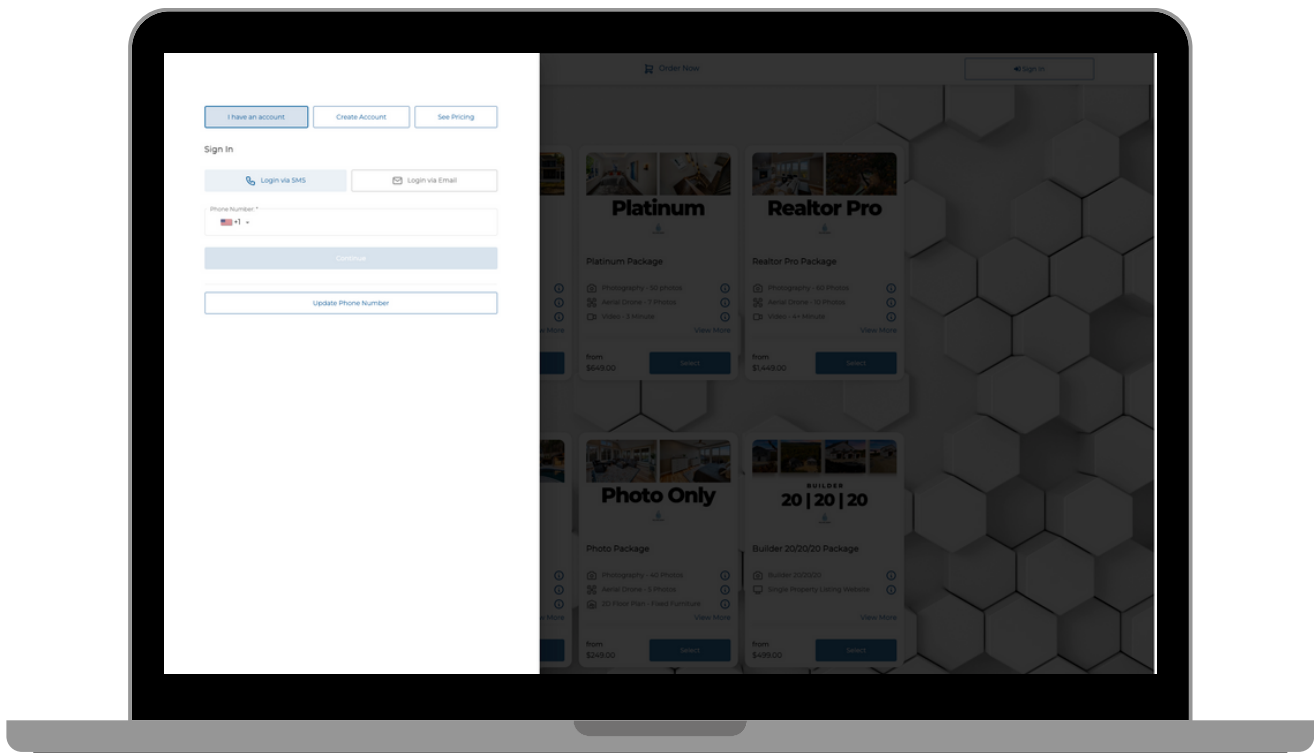 Order Now
Sign In
I have an account
Create Account
See Pricing
Sign In
Login via SMS
Login via Email
Phone Number *
+1
Continue
Update Phone Number
Platinum
Platinum Package
Photography - 50 photos
Aerial Drone - 7 Photos
Video - 3 Minute
View More
from
$649.00
Select
Realtor Pro
Realtor Pro Package
Photography - 60 Photos
Aerial Drone - 10 Photos
Video - 4+ Minute
View More
from
$1,449.00
Select
More
Photo Only
Photo Package
Photography - 40 Photos
Aerial Drone - 5 Photos
2D Floor Plan - Fixed Furniture
View More
from
$249.00
Select
BUILDER
20 | 20 | 20
Builder 20/20/20 Package
Builder 20/20/20
Single Property Listing Website
View More
from
$499.00
Select
More